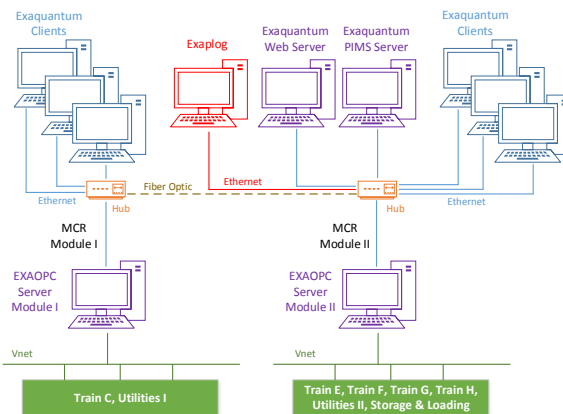 Exaquantum
Clients
Exaplog
Exaquantum
Web Server
Exaquantum
PIMS Server
Exaquantum
Clients
Ethernet
Fiber Optic
Ethernet
Ethernet
Hub
Hub
MCR
Module I
MCR
Module II
EXAOPC
Server
Module I
EXAOPC
Server
Module II
Vnet
Vnet
Train C, Utilities I
Train E, Train F, Train G, Train H,
Utilities II, Storage & Loading